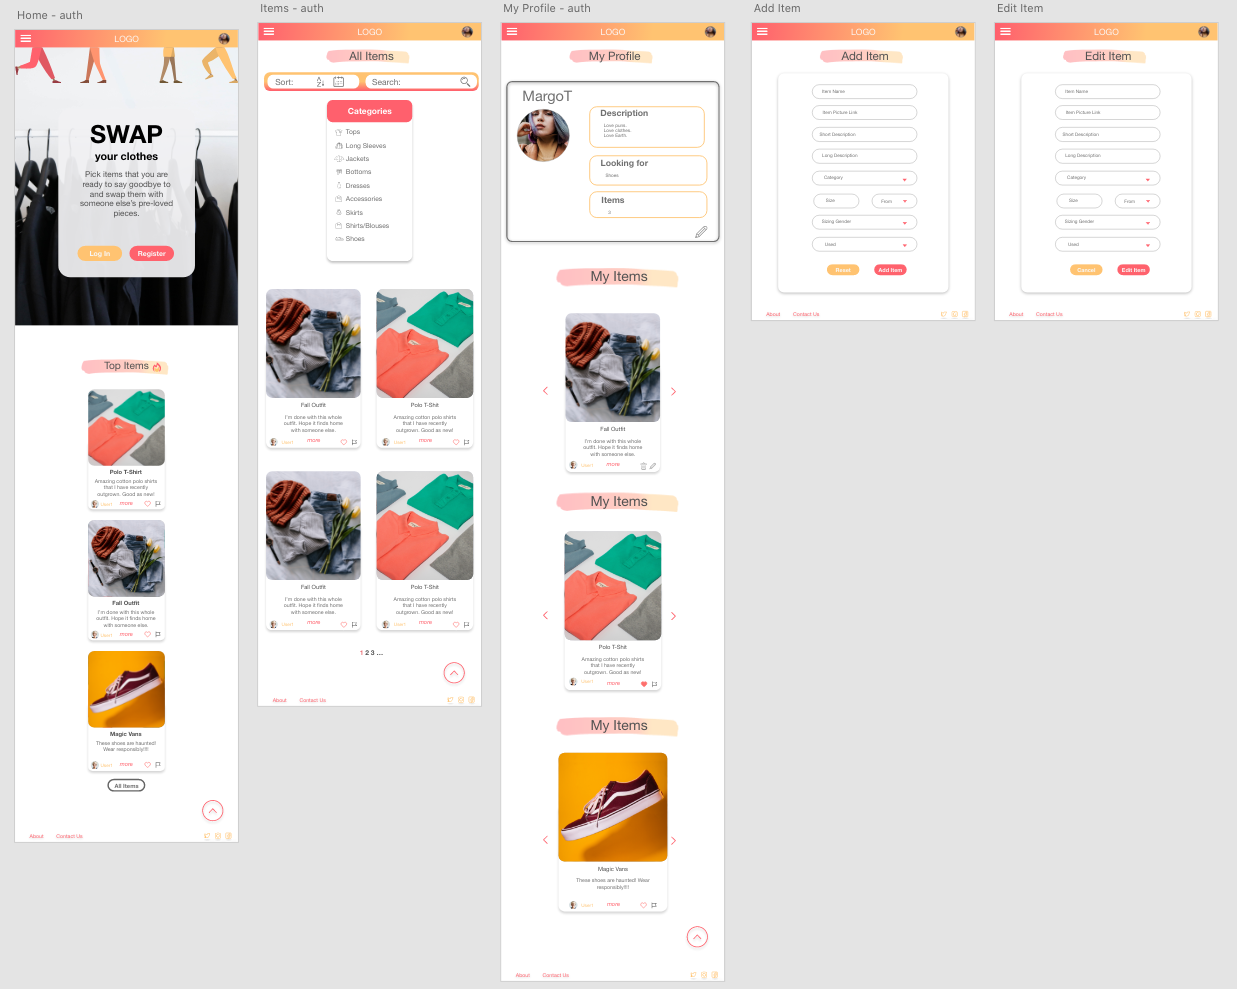 Home - auth
LOGO
SWAP
your clothes
Pick items that you are
ready to say goodbye to
and swap them with
someone else's pre-loved
pieces.
Log In
Register
Top Items
Polo T-Shirt
Amazing cotton polo shirts
that I have recently
outgrown. Good as new!
more
Fall Outfit
I'm done with this whole
outfit. Hope it finds home
with someone else.
more
Magic Vans
These shoes are haunted!
Wear responsibly!!!
more
All Items
About
Contact Us
Items - auth
LOGO
All Items
Sort:
Search:
Categories
Tops
Long Sleeves
Jackets
Bottoms
Dresses
Accessories
Skirts
Shirts/Blouses
Shoes
Fall Outfit
I'm done with this whole
outfit. Hope it finds home
with someone else.
more
Polo T-Shit
Amazing cotton polo shirts
that I have recently
outgrown. Good as new!
more
Fall Outfit
I'm done with this whole
outfit. Hope it finds home
with someone else.
more
Polo T-Shit
Amazing cotton polo shirts
that I have recently
outgrown. Good as new!
more
1 2 3 ...
About
Contact Us
My Profile - auth
LOGO
My Profile
MargoT
Description
Love puns.
Love clothes.
Love Earth.
Looking for
Shoes
Items
My Items
Fall Outfit
I'm done with this whole
outfit. Hope it finds home
with someone else.
more
My Items
Polo T-Shit
Amazing cotton polo shirts
that I have recently
outgrown. Good as new!
more
My Items
Magic Vans
These shoes are haunted! Wear
responsibly!!!
more
About
Contact Us
Add Item
LOGO
Add Item
Item Name
Item Picture Link
Short Description
Long Description
Category
Size
From
Sizing Gender
Used
Reset
Add Item
About
Contact Us
Edit Item
LOGO
Edit Item
Item Name
Item Picture Link
Short Description
Long Description
Category
Size
From
Sizing Gender
Used
Cancel
Edit Item
About
Contact Us